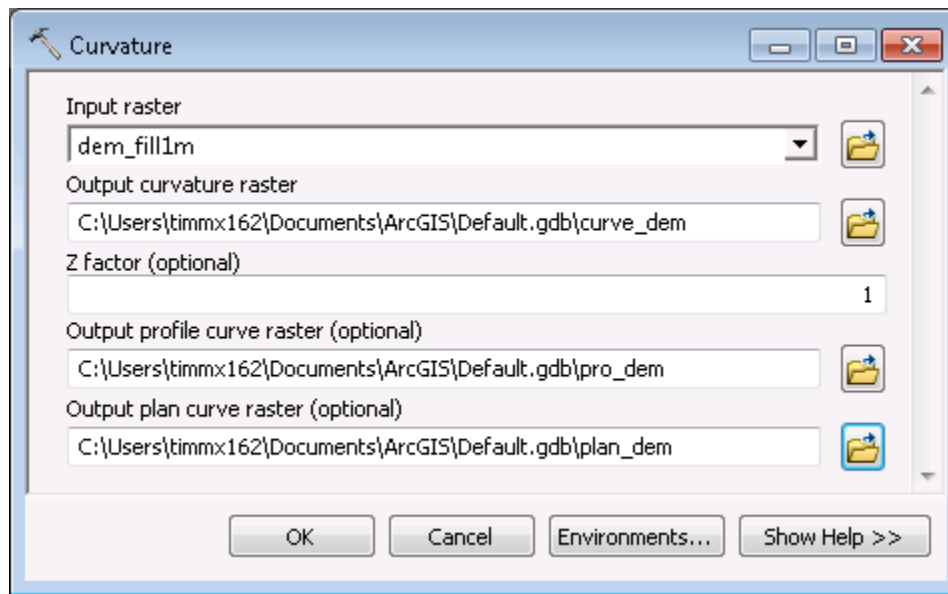 Curvature
Input raster
dem_fill1m
Output curvature raster
C:\Users\timmx162\Documents\ArcGIS\Default.gdb\curve_dem
Z factor (optional)
1
Output profile curve raster (optional)
C:\Users\timmx162\Documents\ArcGIS\Default.gdb\pro_dem
Output plan curve raster (optional)
C:\Users\timmx162\Documents\ArcGIS\Default.gdb\plan_dem
OK Cancel Environments... Show Help >>